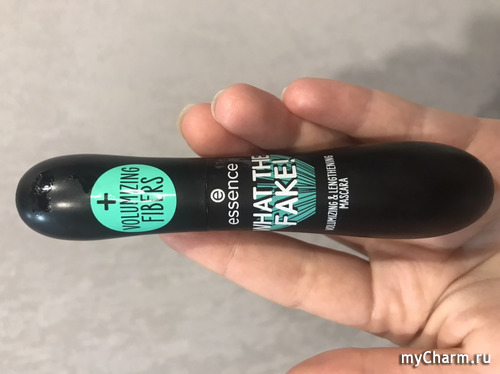 +
VOLUMIZING
FIBERS
e
essence
WHAT THE
FAKE!
VOLUMIZING & LENGTHENING
MASCARA
myCharm.ru